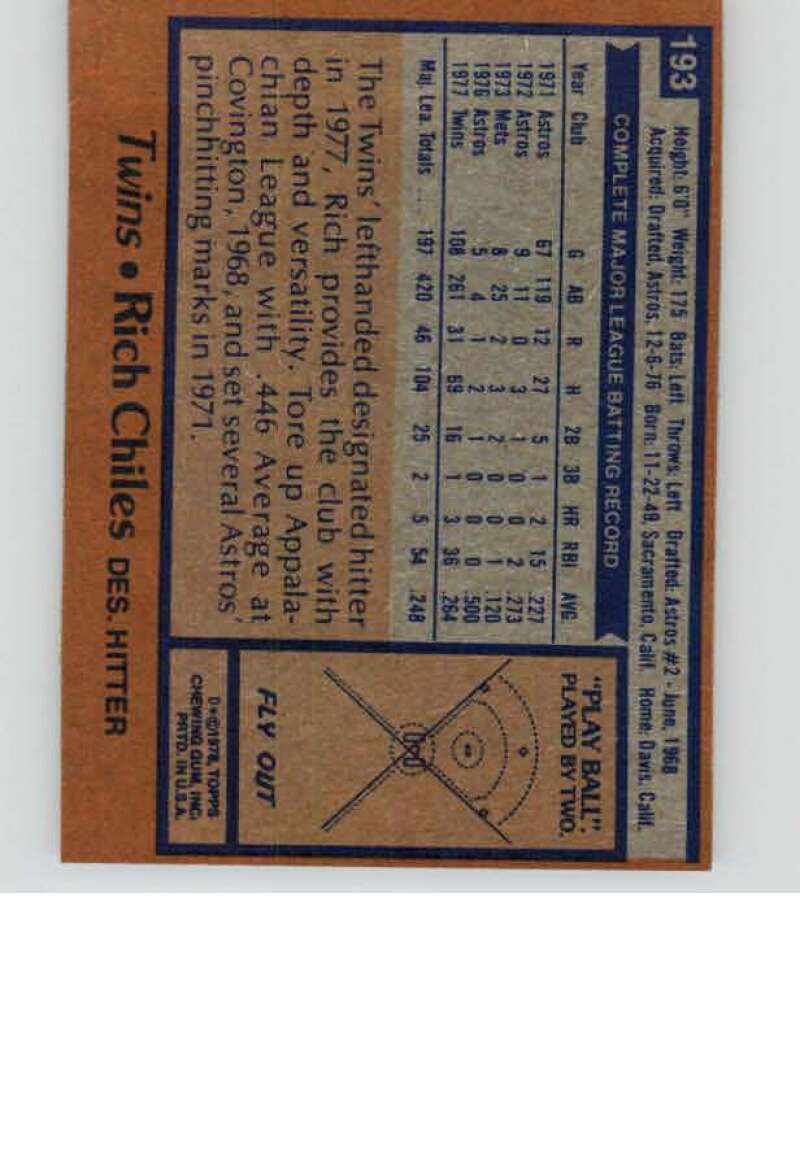 193
Height: 6'0" Weight: 175 Bats: Left Throws: Left Drafted: Astros #2 - June, 1968
Acquired: Drafted, Astros, 12-6-76 Born: 11-22-49, Sacramento, Calif. Home: Davis, Calif.
COMPLETE MAJOR LEAGUE BATTING RECORD
Year Club G AB R H 2B 3B HR RBI AVG.
1971 Astros 67 119 12 27 5 1 2 15 .227
1972 Astros 9 11 0 3 1 0 0 2 .273
1973 Mets 8 25 2 3 2 0 0 1 .120
1976 Astros 5 4 1 2 1 0 0 0 .500
1977 Twins 108 261 31 69 16 1 3 36 .264
Maj. Lea. Totals ... 197 420 46 104 25 2 5 54 .248
The Twins' lefthanded designated hitter
in 1977, Rich provides the club with
depth and versatility. Tore up Appala-
chian League with .446 Average at
Covington, 1968, and set several Astros'
pinchhitting marks in 1971.
"PLAY BALL".
PLAYED BY TWO.
FLY OUT
D*©1978, TOPPS
CHEWING GUM, INC.
PRTD. IN U.S.A.
Twins • Rich Chiles DES. HITTER